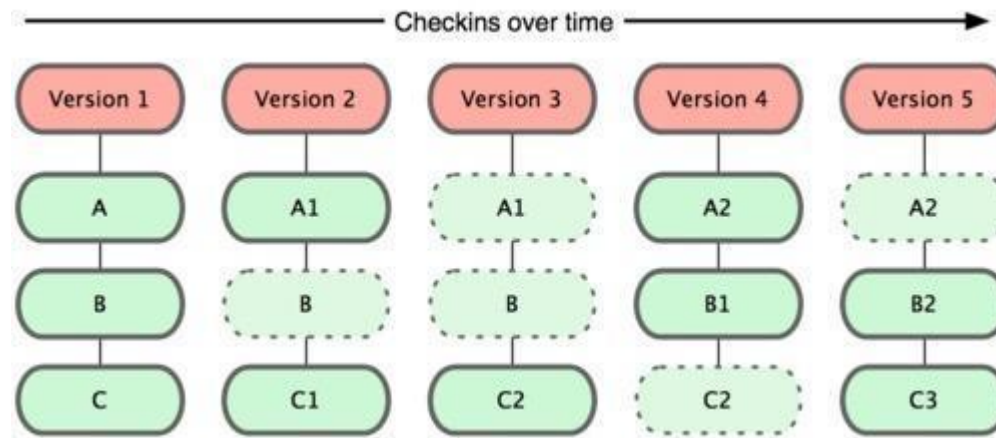 Checkins over time
Version 1 Version 2 Version 3 Version 4 Version 5
A A1 A1 A2 A2
B B B B1 B2
C C1 C2 C2 C3